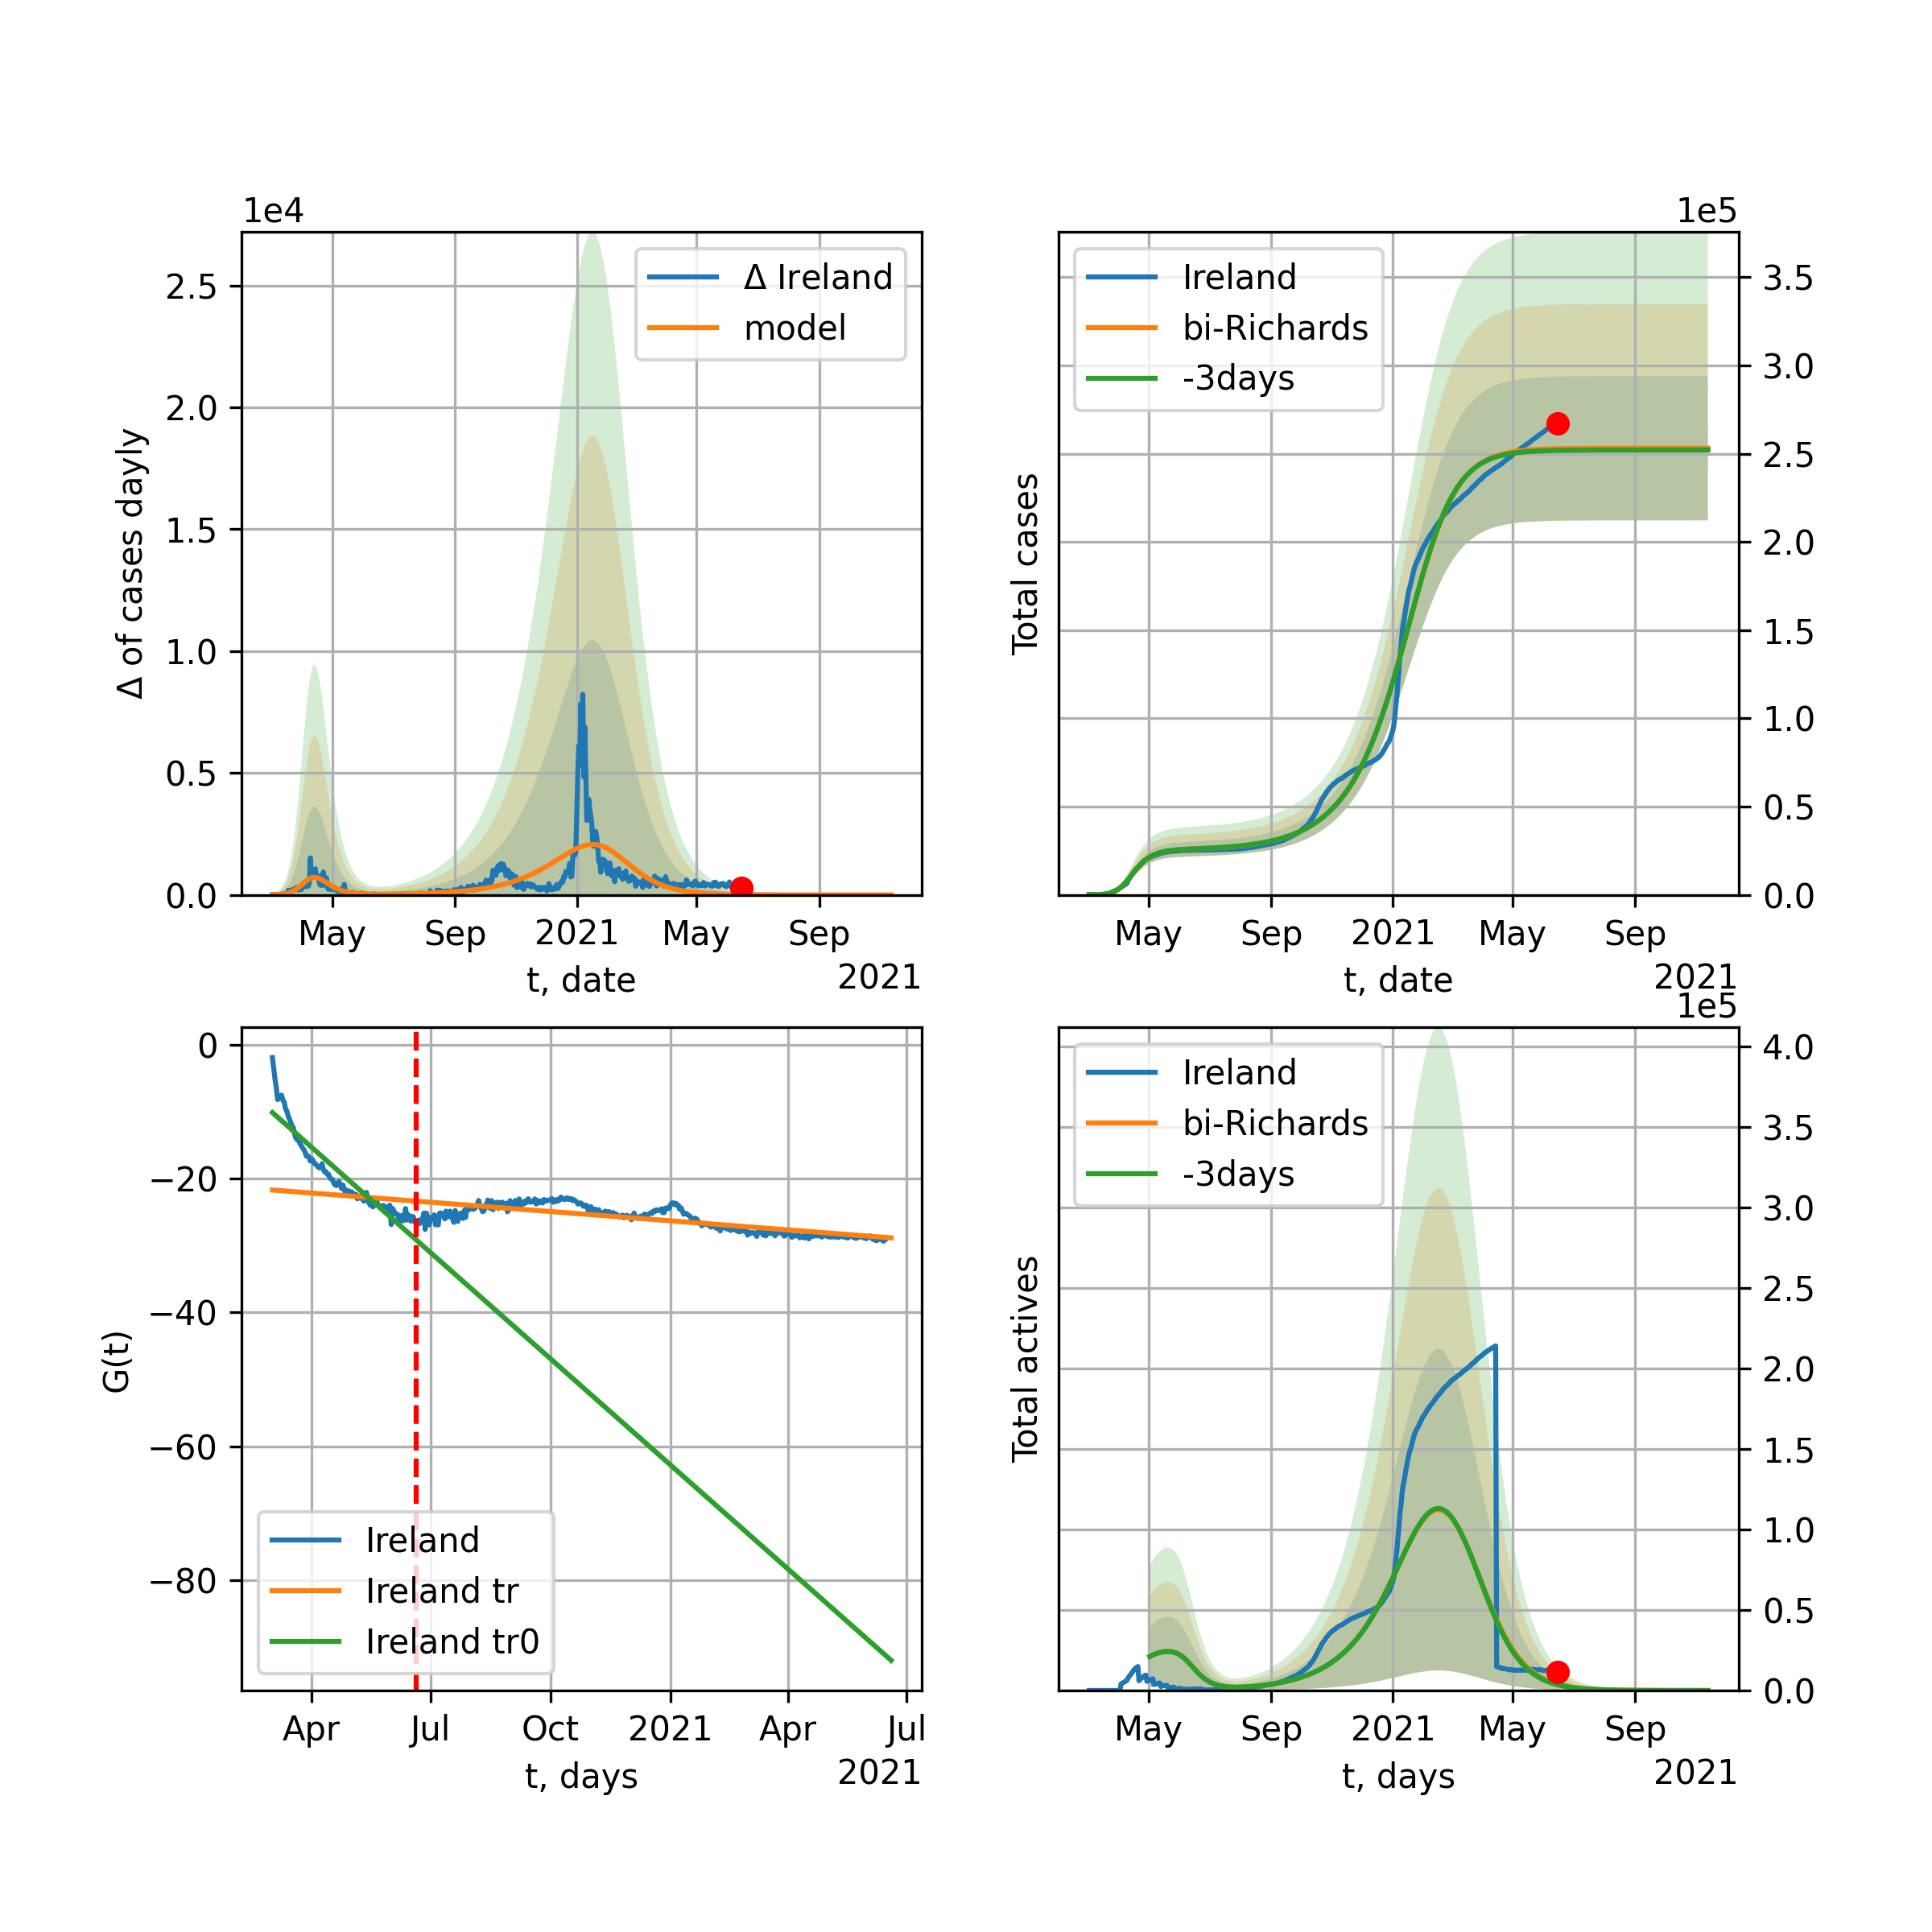 1e4
2.5
2.0
1.5
1.0
0.5
0.0
Δ of cases dayly
Δ Ireland
model
May Sep 2021 May Sep
t, date
2021
1e5
Ireland
bi-Richards
-3days
Total cases
3.5
3.0
2.5
2.0
1.5
1.0
0.5
0.0
May Sep 2021 May Sep
t, date
2021
0
−20
−40
−60
−80
G(t)
Ireland
Ireland tr
Ireland tr0
Apr Jul Oct 2021 Apr Jul
t, days
2021
1e5
Ireland
bi-Richards
-3days
Total actives
4.0
3.5
3.0
2.5
2.0
1.5
1.0
0.5
0.0
May Sep 2021 May Sep
t, days
2021